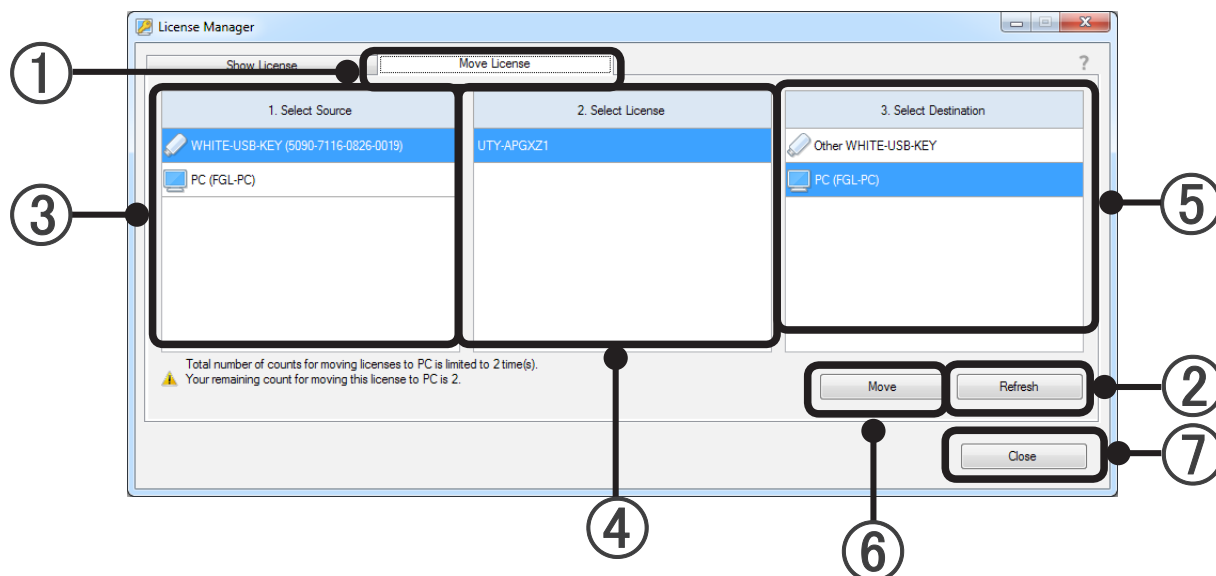 License Manager
①
Show License
Move License
?
1. Select Source
2. Select License
3. Select Destination
WHITE-USB-KEY (5090-7116-0826-0019)
UTY-APGXZ1
Other WHITE-USB-KEY
PC (FGL-PC)
PC (FGL-PC)
③
⑤
Total number of counts for moving licenses to PC is limited to 2 time(s).
Your remaining count for moving this license to PC is 2.
Move
Refresh
②
Close
⑦
④
⑥